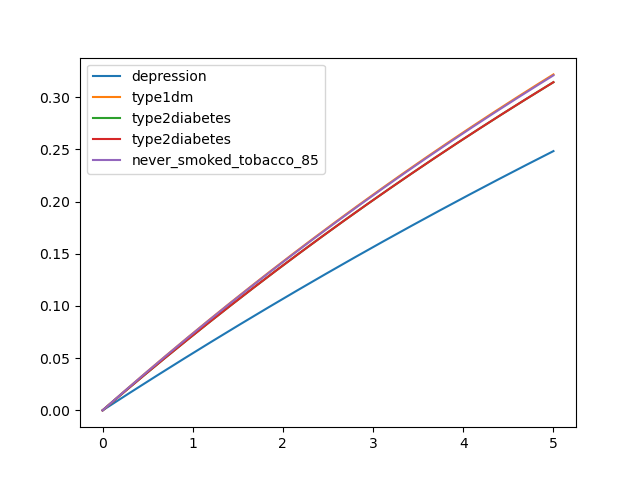 depression
type1dm
type2diabetes
type2diabetes
never_smoked_tobacco_85
0.30
0.25
0.20
0.15
0.10
0.05
0.00
0 1 2 3 4 5